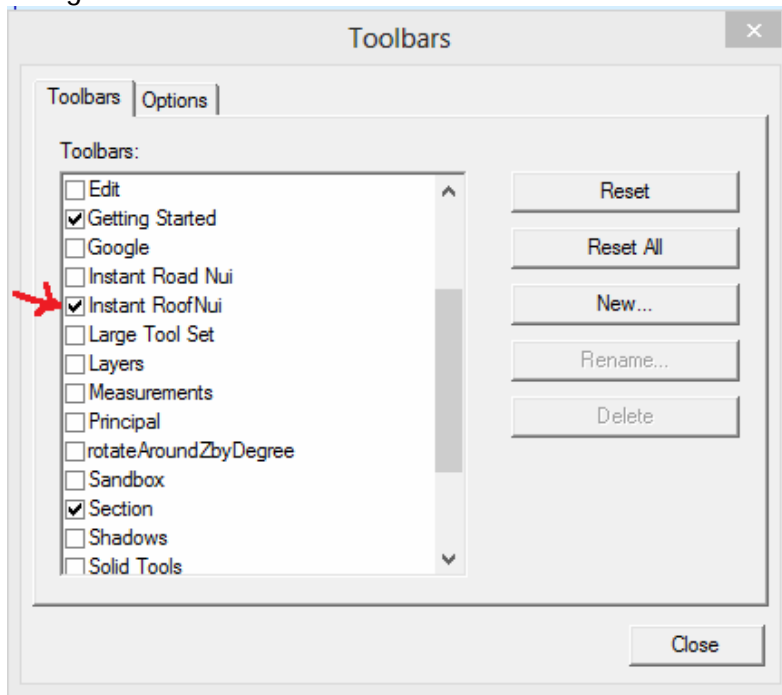 Toolbars
Toolbars Options
Toolbars:
Edit
Getting Started
Google
Instant Road Nui
Instant RoofNui
Large Tool Set
Layers
Measurements
Principal
rotateAroundZbyDegree
Sandbox
Section
Shadows
Solid Tools
Reset
Reset All
New...
Rename...
Delete
Close